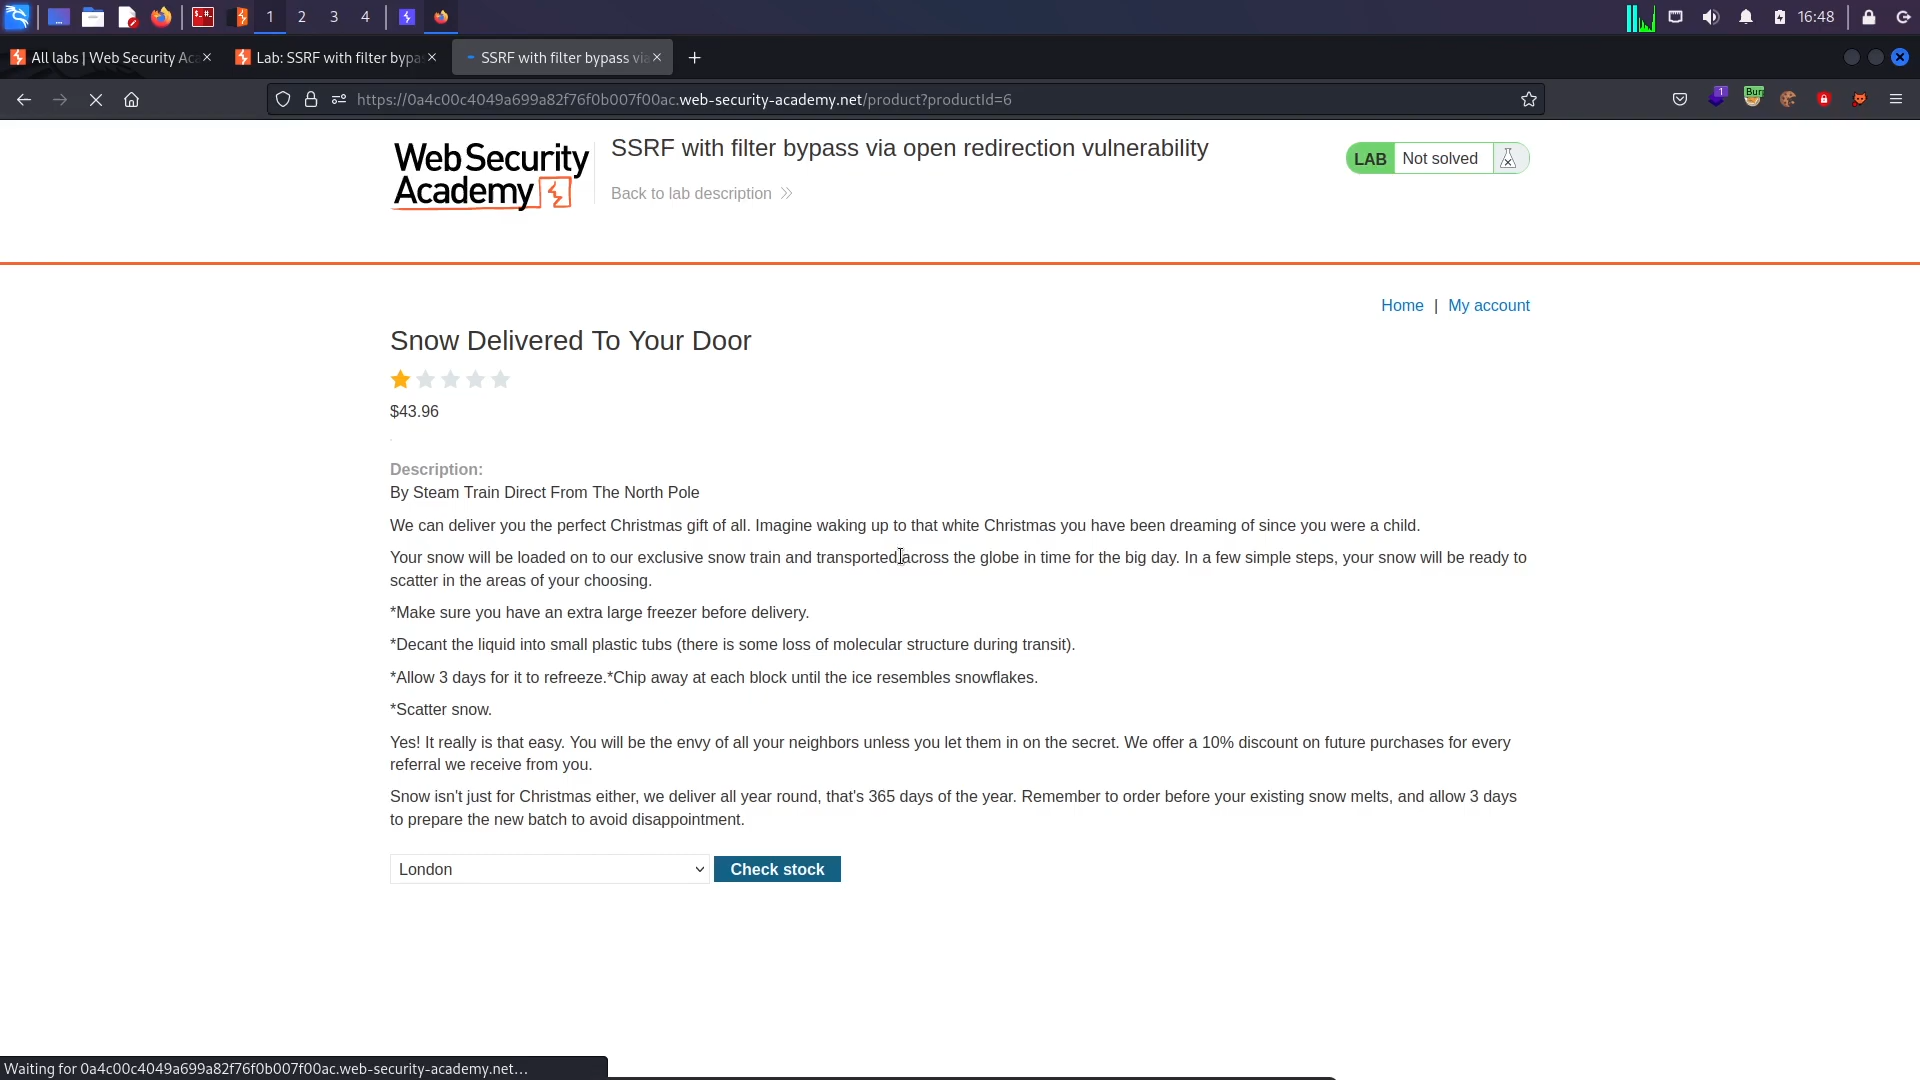 1 2 3 4 16:48
All labs | Web Security Ac
Lab: SSRF with filter bypa
SSRF with filter bypass via
https://0a4c00c4049a699a82f76f0b007f00ac.web-security-academy.net/product?productId=6
1
Burp
WebSecurity
Academy
SSRF with filter bypass via open redirection vulnerability
Back to lab description
LAB Not solved
Home | My account
Snow Delivered To Your Door
$43.96
Description:
By Steam Train Direct From The North Pole
We can deliver you the perfect Christmas gift of all. Imagine waking up to that white Christmas you have been dreaming of since you were a child.
Your snow will be loaded on to our exclusive snow train and transported across the globe in time for the big day. In a few simple steps, your snow will be ready to
scatter in the areas of your choosing.
*Make sure you have an extra large freezer before delivery.
*Decant the liquid into small plastic tubs (there is some loss of molecular structure during transit).
*Allow 3 days for it to refreeze.*Chip away at each block until the ice resembles snowflakes.
*Scatter snow.
Yes! It really is that easy. You will be the envy of all your neighbors unless you let them in on the secret. We offer a 10% discount on future purchases for every
referral we receive from you.
Snow isn't just for Christmas either, we deliver all year round, that's 365 days of the year. Remember to order before your existing snow melts, and allow 3 days
to prepare the new batch to avoid disappointment.
London
Check stock
Waiting for 0a4c00c4049a699a82f76f0b007f00ac.web-security-academy.net…